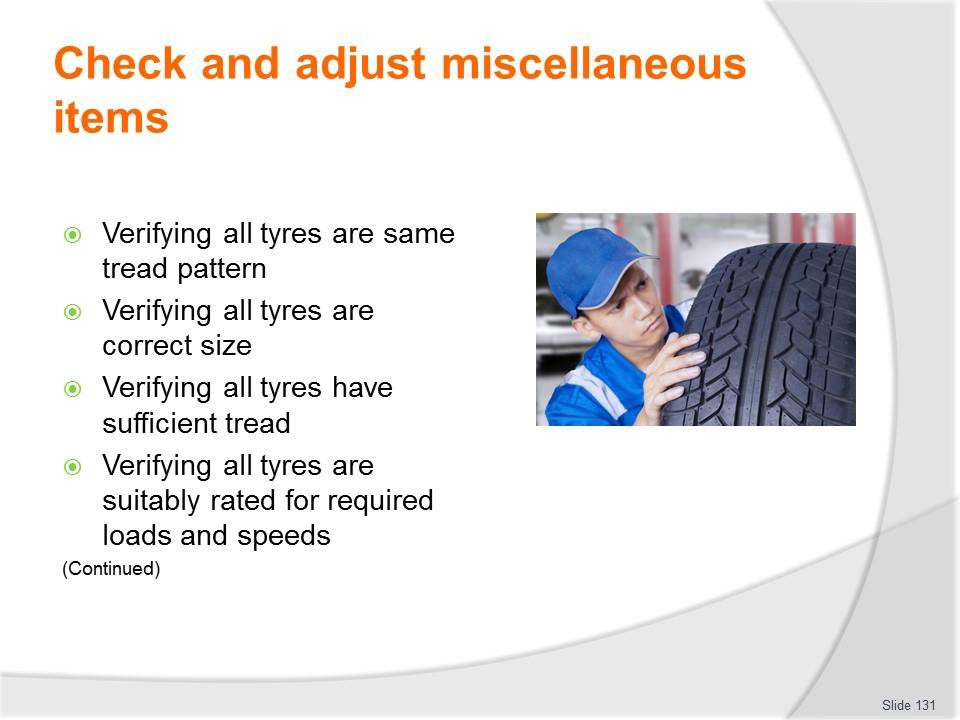 Check and adjust miscellaneous
items
Verifying all tyres are same
tread pattern
Verifying all tyres are
correct size
Verifying all tyres have
sufficient tread
Verifying all tyres are
suitably rated for required
loads and speeds
(Continued)
Slide 131